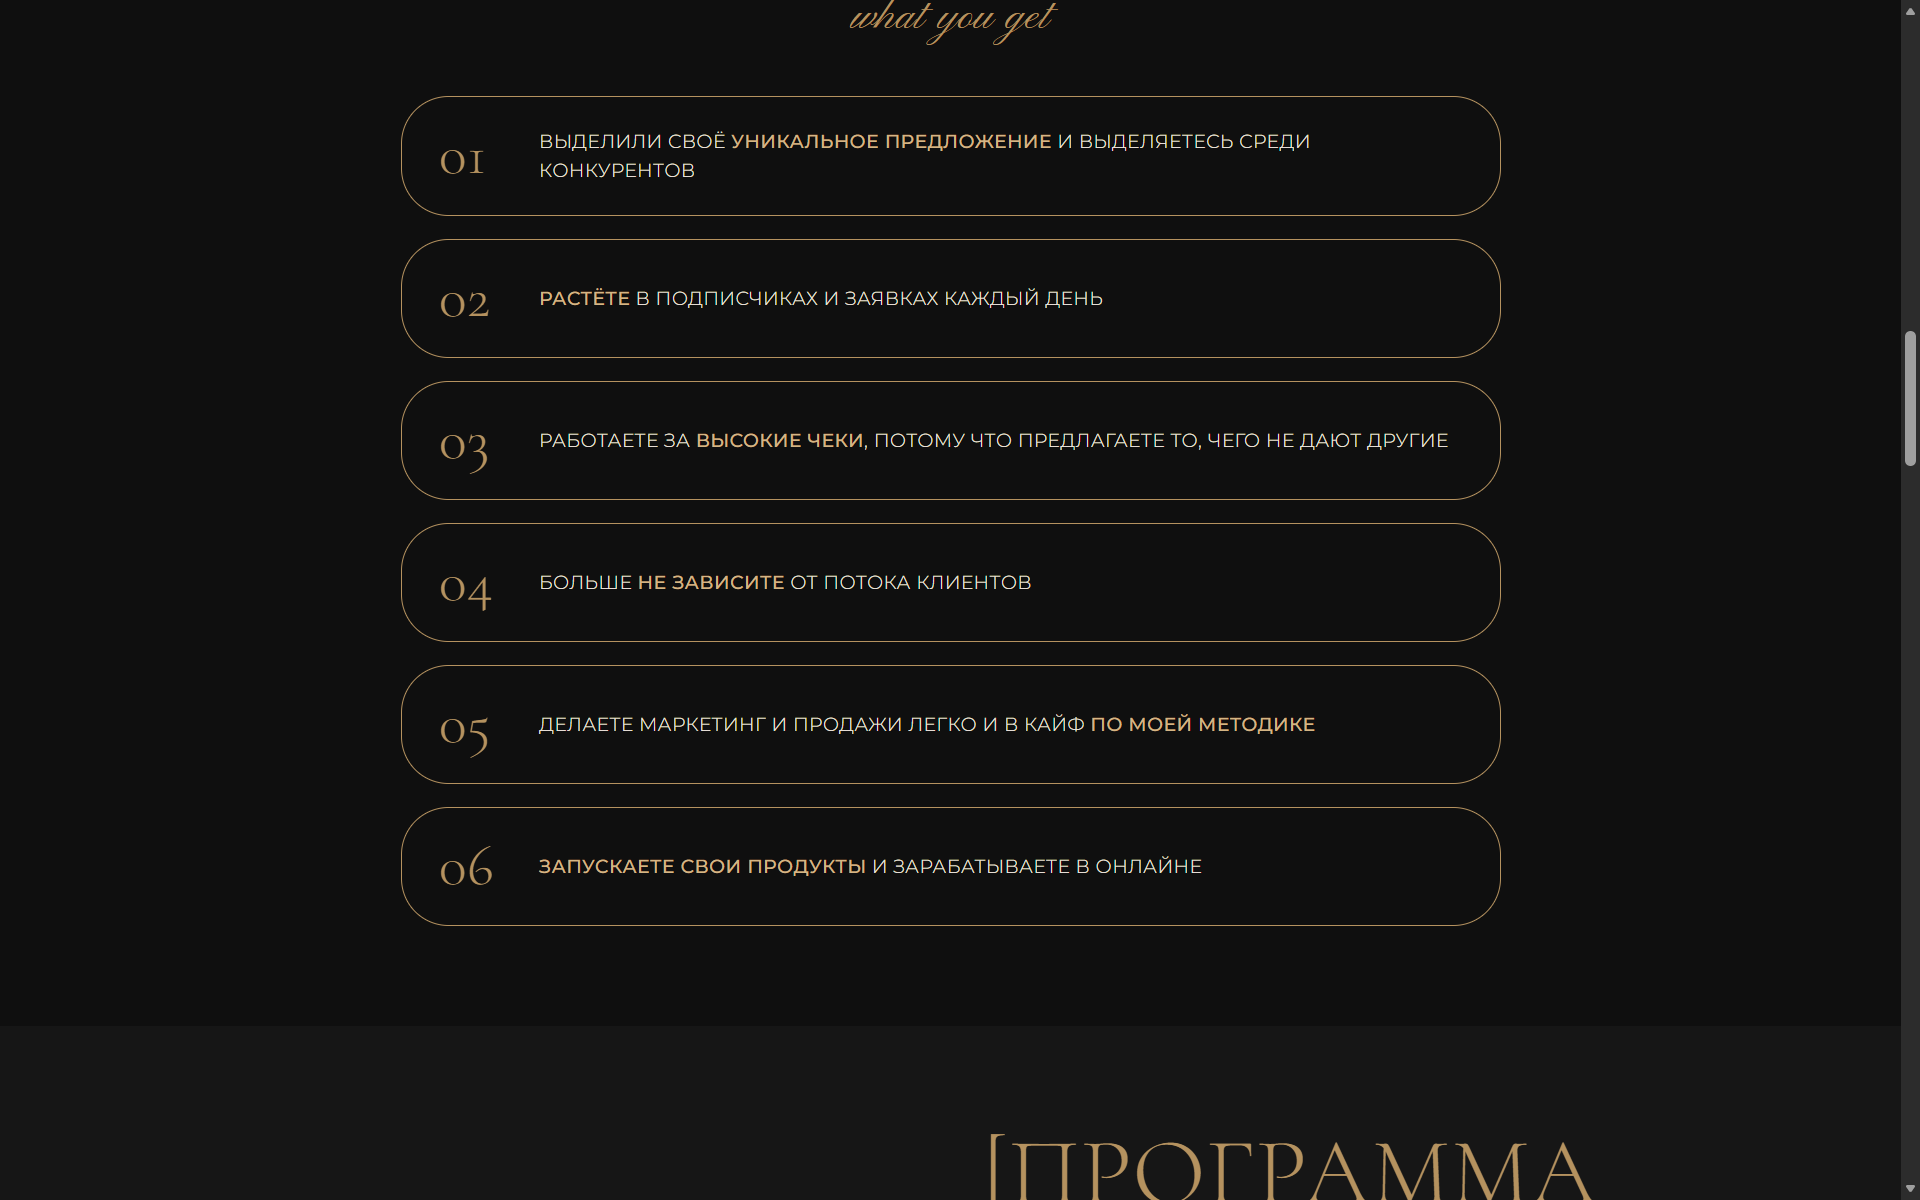 what you get
01
ВЫДЕЛИЛИ СВОЁ УНИКАЛЬНОЕ ПРЕДЛОЖЕНИЕ И ВЫДЕЛЯЕТЕСЬ СРЕДИ
КОНКУРЕНТОВ
02
РАСТЁТЕ В ПОДПИСЧИКАХ И ЗАЯВКАХ КАЖДЫЙ ДЕНЬ
03
РАБОТАЕТЕ ЗА ВЫСОКИЕ ЧЕКИ, ПОТОМУ ЧТО ПРЕДЛАГАЕТЕ ТО, ЧЕГО НЕ ДАЮТ ДРУГИЕ
04
БОЛЬШЕ НЕ ЗАВИСИТЕ ОТ ПОТОКА КЛИЕНТОВ
05
ДЕЛАЕТЕ МАРКЕТИНГ И ПРОДАЖИ ЛЕГКО И В КАЙФ ПО МОЕЙ МЕТОДИКЕ
06
ЗАПУСКАЕТЕ СВОИ ПРОДУКТЫ И ЗАРАБАТЫВАЕТЕ В ОНЛАЙНЕ
[ПРОГРАММА